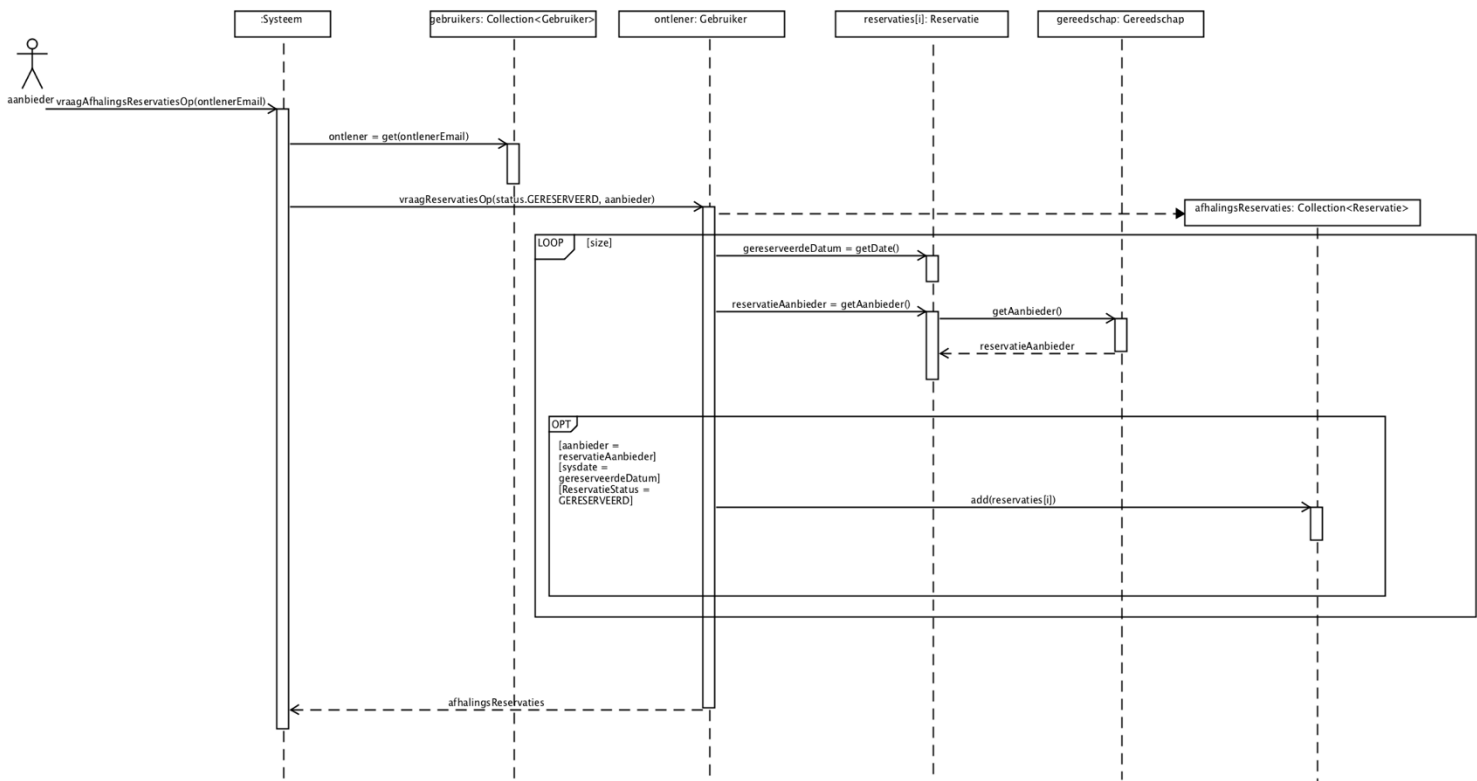 :Systeem
gebruikers: Collection<Gebruiker>
ontlener: Gebruiker
reservaties[i]: Reservatie
gereedschap: Gereedschap
aanbieder
vraagAfhalingsReservatiesOp(ontlenerEmail)
ontlener = get(ontlenerEmail)
vraagReservatiesOp(status.GERESERVEERD, aanbieder)
afhalingsReservaties: Collection<Reservatie>
LOOP
[size]
gereserveerdeDatum = getDate()
reservatieAanbieder = getAanbieder()
getAanbieder()
reservatieAanbieder
OPT
[aanbieder =
reservatieAanbieder]
[sysdate =
gereserveerdeDatum]
[ReservatieStatus =
GERESERVEERD]
add(reservaties[i])
afhalingsReservaties